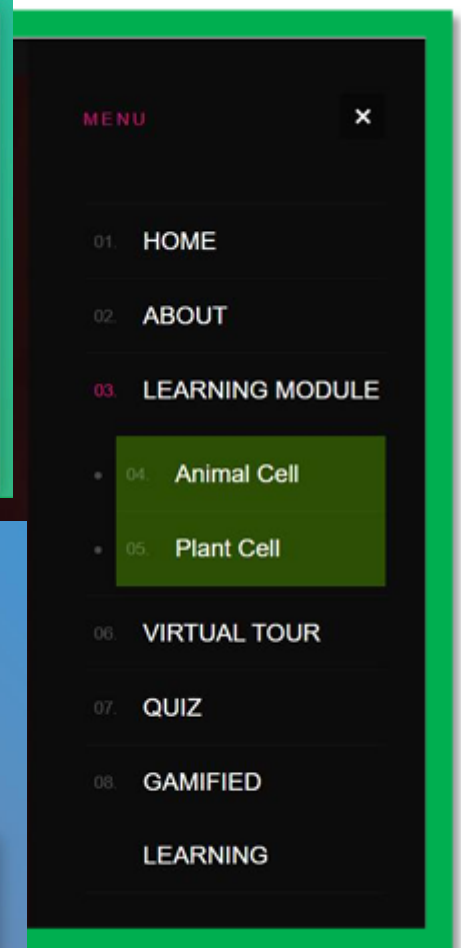 MENU ×
01. HOME
02. ABOUT
03. LEARNING MODULE
• 04. Animal Cell
• 05. Plant Cell
06. VIRTUAL TOUR
07. QUIZ
08. GAMIFIED
LEARNING